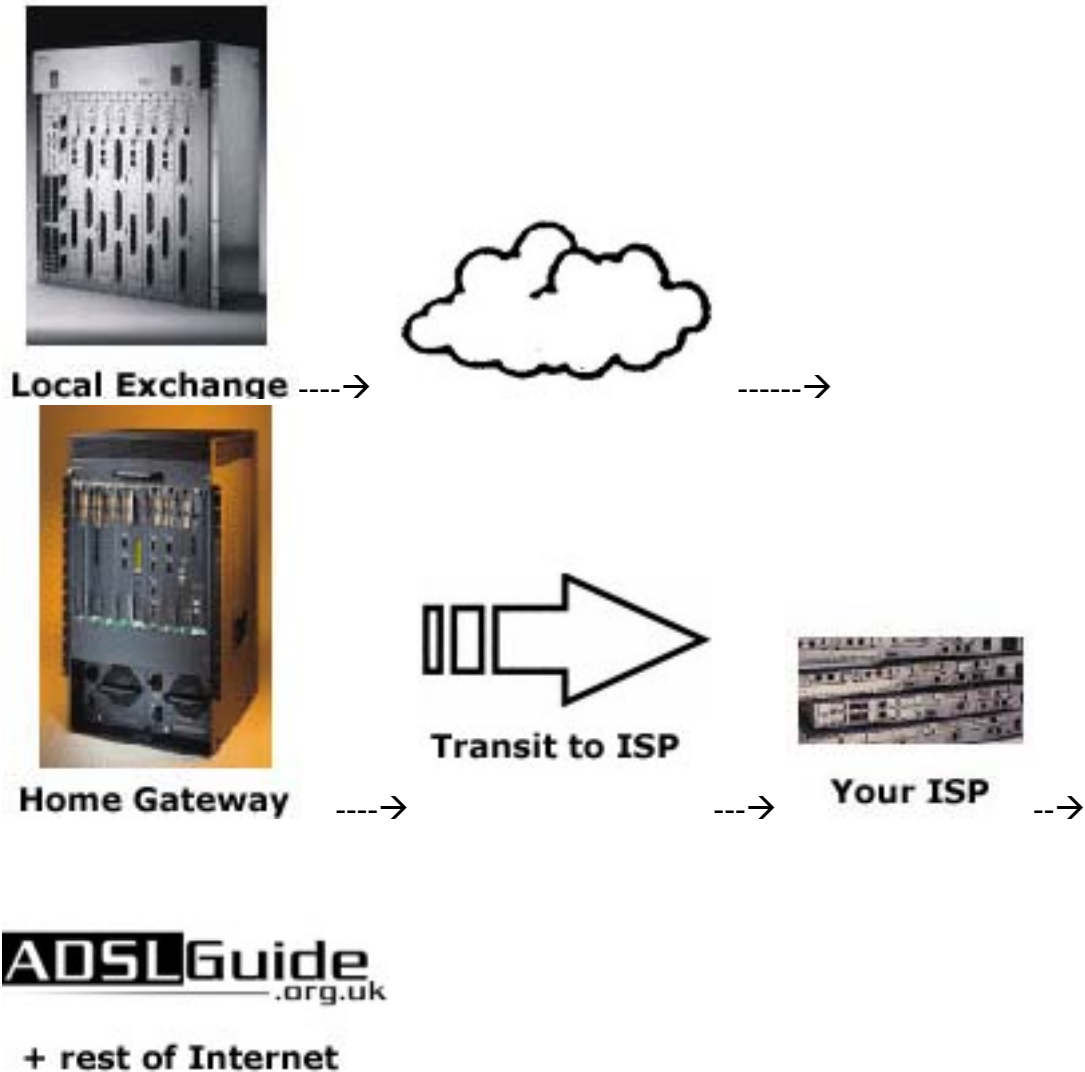 Local Exchange ----→ ------→
Transit to ISP
Home Gateway ----→ ---→ Your ISP --→
ADSLGuide
.org.uk
+ rest of Internet